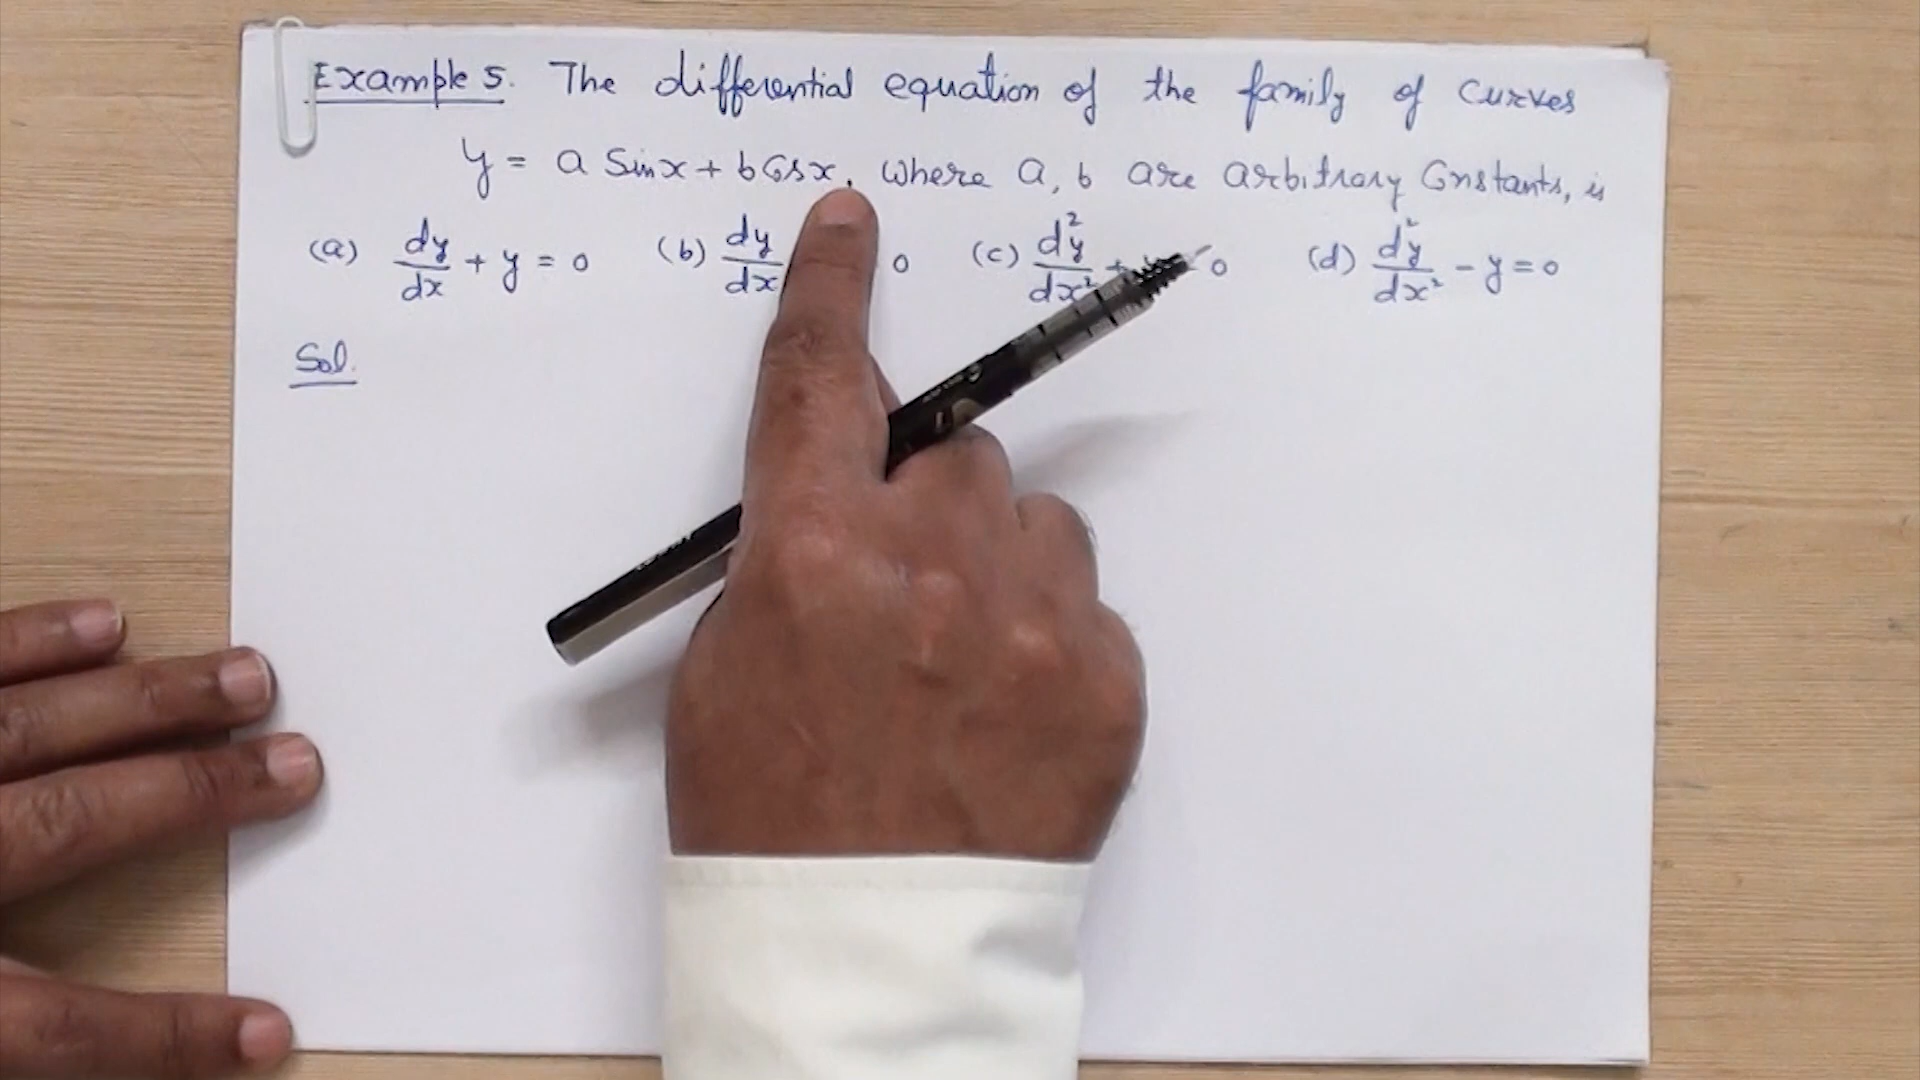 Example 5. The differential equation of the family of curves
y = a Sinx + b Cosx, where a, b are arbitrary Constants, is
(a) dy/dx + y = 0 (b) dy/dx 0 (c) d²y/dx² + 0 (d) d²y/dx² - y = 0
Sol.